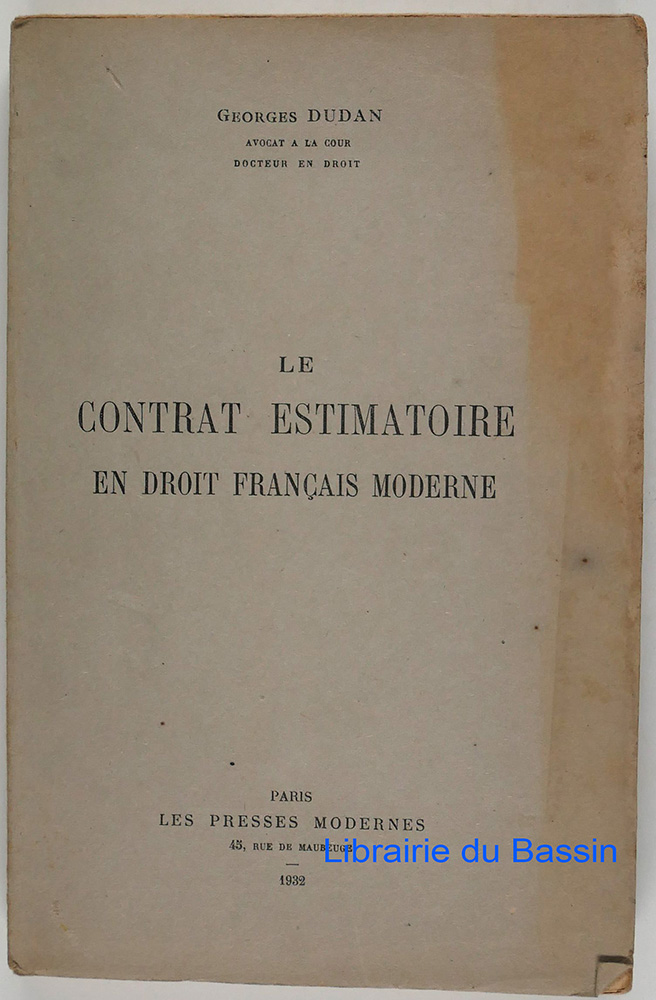 GEORGES DUDAN
AVOCAT A LA COUR
DOCTEUR EN DROIT
LE
CONTRAT ESTIMATOIRE
EN DROIT FRANÇAIS MODERNE
PARIS
LES PRESSES MODERNES
45, RUE DE MAUBEUGE
Librairie du Bassin
1932